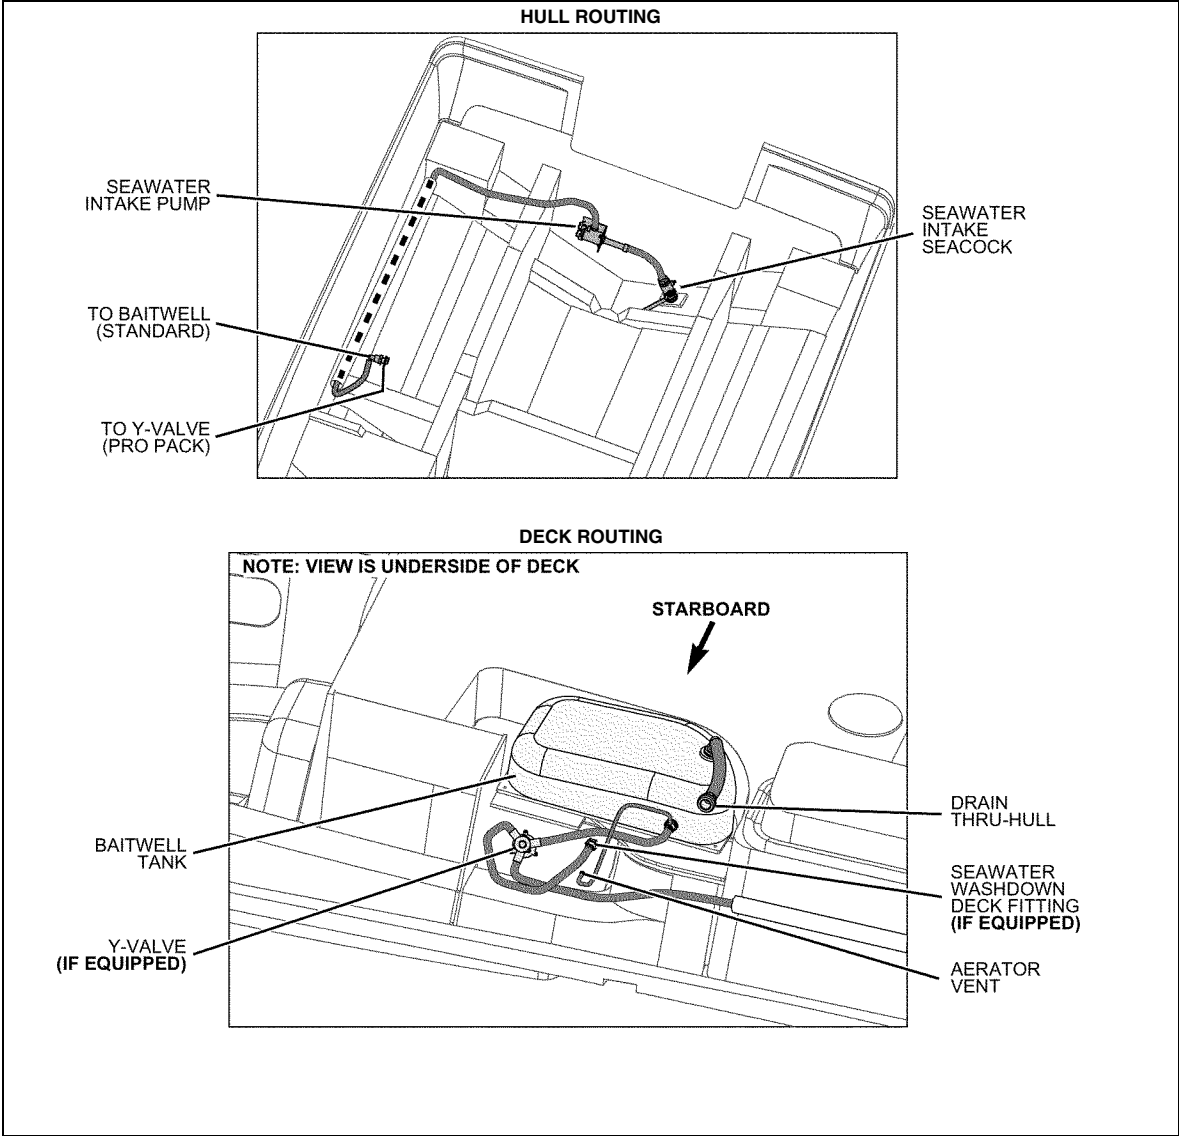 HULL ROUTING
SEAWATER
INTAKE PUMP
SEAWATER
INTAKE
SEACOCK
TO BAITWELL
(STANDARD)
TO Y-VALVE
(PRO PACK)
DECK ROUTING
NOTE: VIEW IS UNDERSIDE OF DECK
STARBOARD
BAITWELL
TANK
Y-VALVE
(IF EQUIPPED)
DRAIN
THRU-HULL
SEAWATER
WASHDOWN
DECK FITTING
(IF EQUIPPED)
AERATOR
VENT